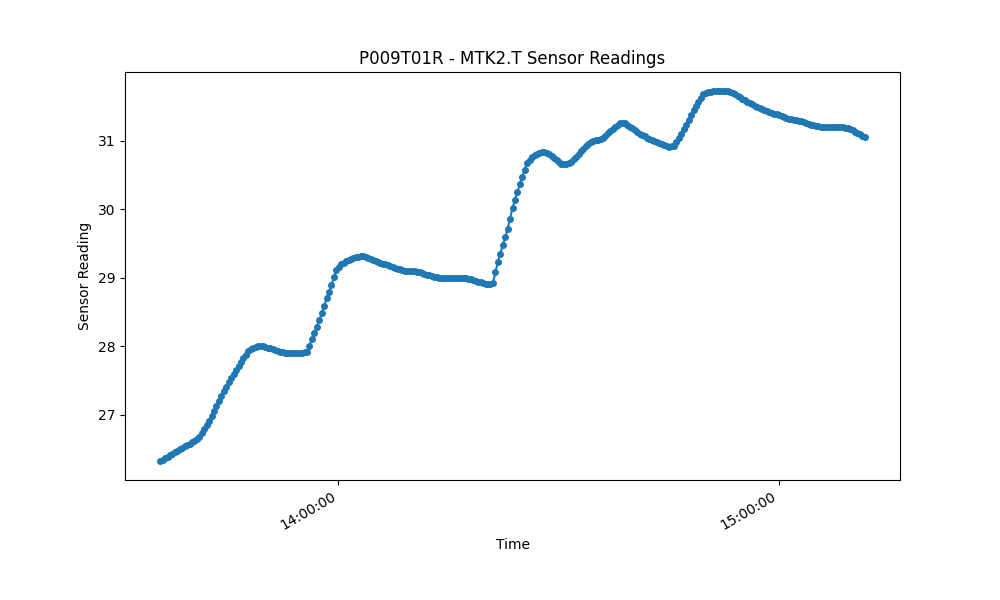 P009T01R - MTK2.T Sensor Readings
Sensor Reading
31
30
29
28
27
14:00:00
15:00:00
Time